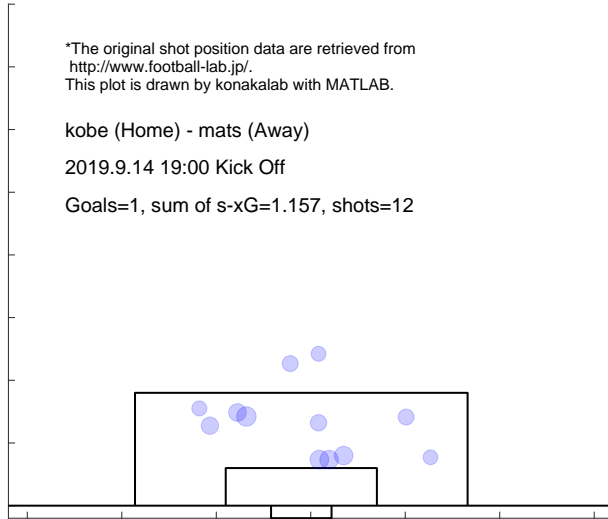 *The original shot position data are retrieved from
http://www.football-lab.jp/.
This plot is drawn by konakalab with MATLAB.
kobe (Home) - mats (Away)
2019.9.14 19:00 Kick Off
Goals=1, sum of s-xG=1.157, shots=12